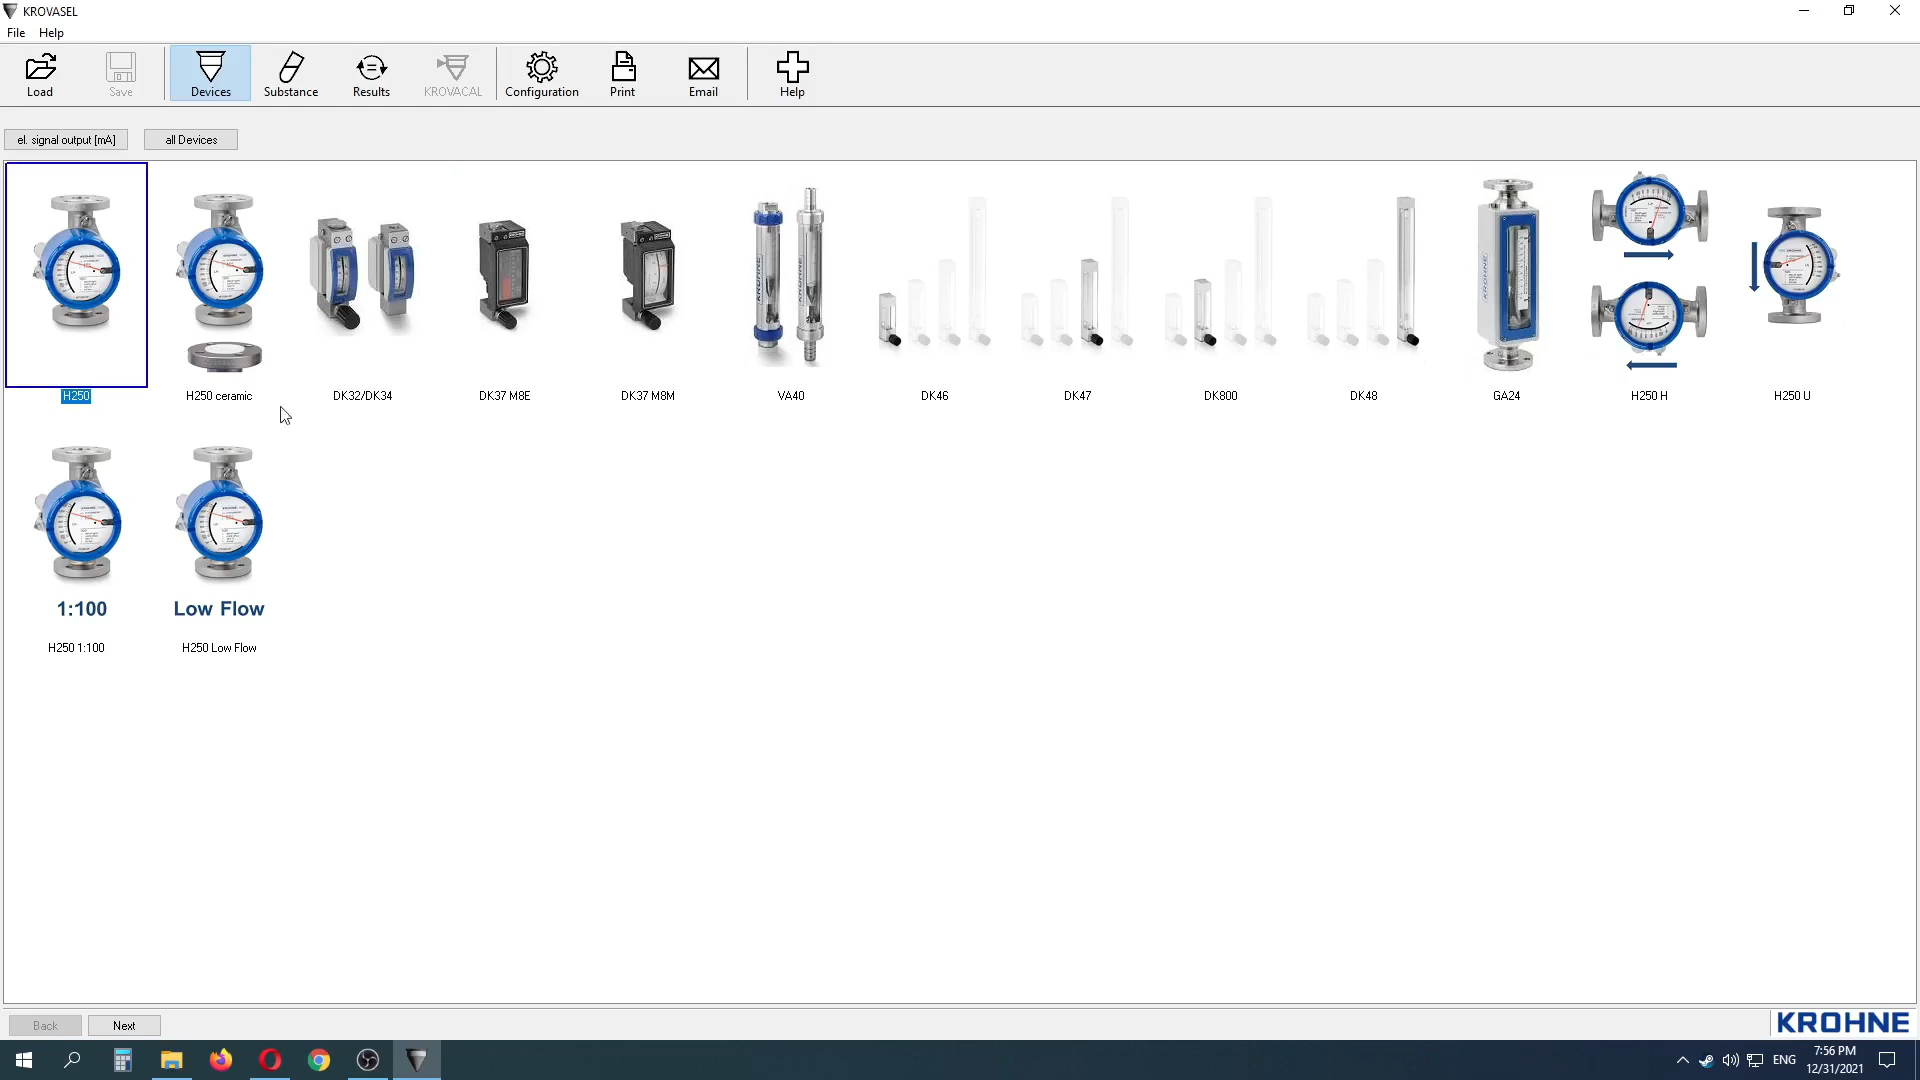 KROVASEL
File Help
Load Save Devices Substance Results KROVACAL Configuration Print Email Help
el. signal output [mA] all Devices
H250 H250 ceramic DK32/DK34 DK37 M8E DK37 M8M VA40 DK46 DK47 DK800 DK48 GA24 H250 H H250 U
1:100 Low Flow
H250 1:100 H250 Low Flow
Back Next
KROHNE
ENG
7:56 PM
12/31/2021